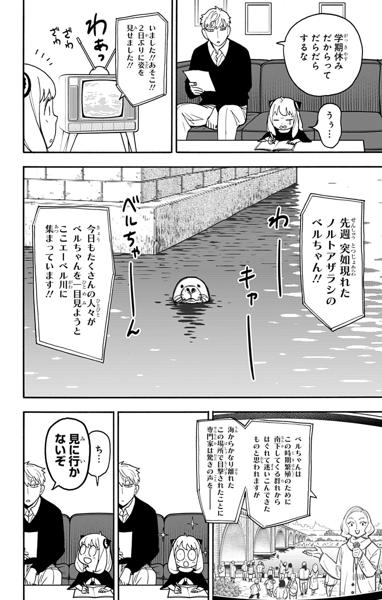 学期休み
だからって
だらだら
するな
うぅ…
いました!!あそこ!!
2日ぶりに姿を
見せました!!
わぁっ
先週 突如現れた
ノルトアザラシの
ベルちゃん!!
わー
キャァー
ベルちゃーん
今日もたくさんの人々が
ベルちゃんを一目見ようと
ここエーベル川に
集まっています!!
ベルちゃんは
この時期繁殖のために
南下してくる群れから
はぐれて迷いこんできた
ものと思われますが
海からかなり離れた
この場所で目撃されたことに
専門家は驚きの声を
ち…
見に行か
ないぞ